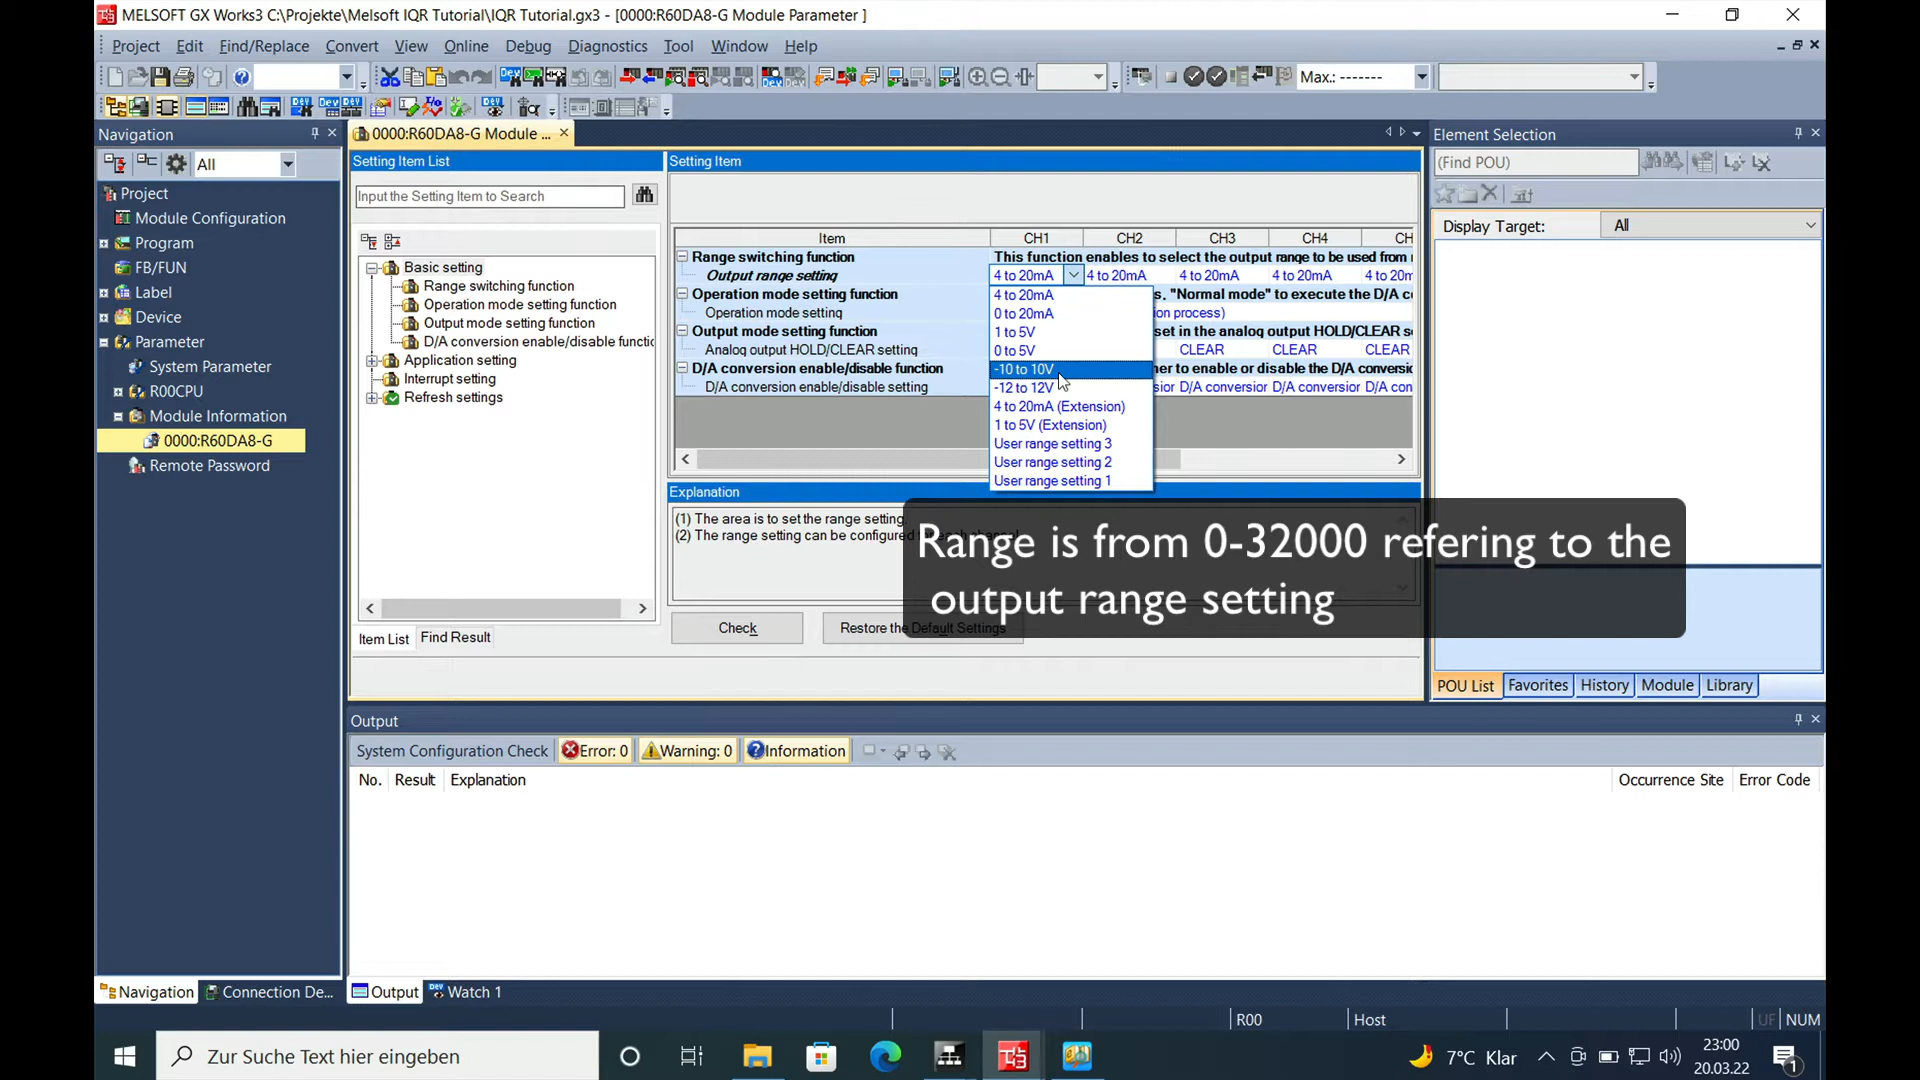 MELSOFT GX Works3 C:\Projekte\Melsoft IQR Tutorial\IQR Tutorial.gx3 - [0000:R60DA8-G Module Parameter ]
Project Edit Find/Replace Convert View Online Debug Diagnostics Tool Window Help
Max.: -------
Navigation
All
Project
Module Configuration
Program
FB/FUN
Label
Device
Parameter
System Parameter
R00CPU
Module Information
0000:R60DA8-G
Remote Password
0000:R60DA8-G Module ...
Setting Item List
Input the Setting Item to Search
Basic setting
Range switching function
Operation mode setting function
Output mode setting function
D/A conversion enable/disable functio
Application setting
Interrupt setting
Refresh settings
Item List Find Result
Setting Item
Item CH1 CH2 CH3 CH4 CH
Range switching function This function enables to select the output range to be used from
Output range setting 4 to 20mA 4 to 20mA 4 to 20mA 4 to 20mA 4 to 20m
Operation mode setting function s. "Normal mode" to execute the D/A c
Operation mode setting ion process)
Output mode setting function set in the analog output HOLD/CLEAR s
Analog output HOLD/CLEAR setting CLEAR CLEAR CLEAR
D/A conversion enable/disable function her to enable or disable the D/A convers
D/A conversion enable/disable setting sior D/A conversior D/A conversior D/A con
4 to 20mA
0 to 20mA
1 to 5V
0 to 5V
-10 to 10V
-12 to 12V
4 to 20mA (Extension)
1 to 5V (Extension)
User range setting 3
User range setting 2
User range setting 1
Explanation
(1) The area is to set the range setting.
(2) The range setting can be configured for each channel.
Check Restore the Default Settings
Range is from 0-32000 refering to the
output range setting
Element Selection
(Find POU)
Display Target: All
POU List Favorites History Module Library
Output
System Configuration Check Error: 0 Warning: 0 Information
No. Result Explanation Occurrence Site Error Code
Navigation Connection De... Output Watch 1
R00 Host UF NUM
Zur Suche Text hier eingeben
7°C Klar
23:00
20.03.22
1